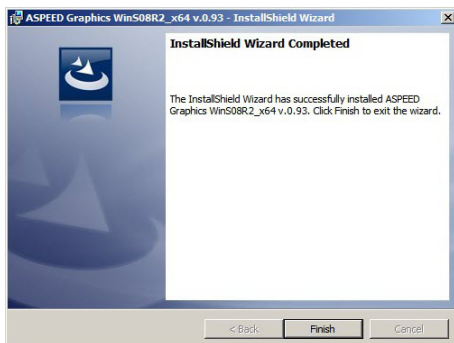 ASPEED Graphics WinS08R2_x64 v.0.93 - InstallShield Wizard
InstallShield Wizard Completed
The InstallShield Wizard has successfully installed ASPEED
Graphics WinS08R2_x64 v.0.93. Click Finish to exit the wizard.
< Back
Finish
Cancel